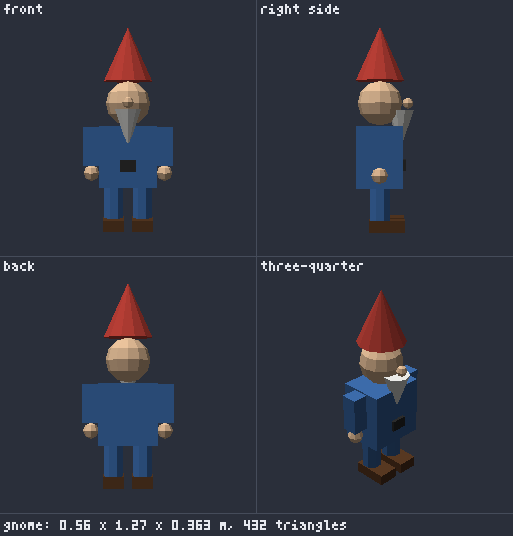 front
right side
back
three-quarter
gnome: 0.56 x 1.27 x 0.363 m, 432 triangles